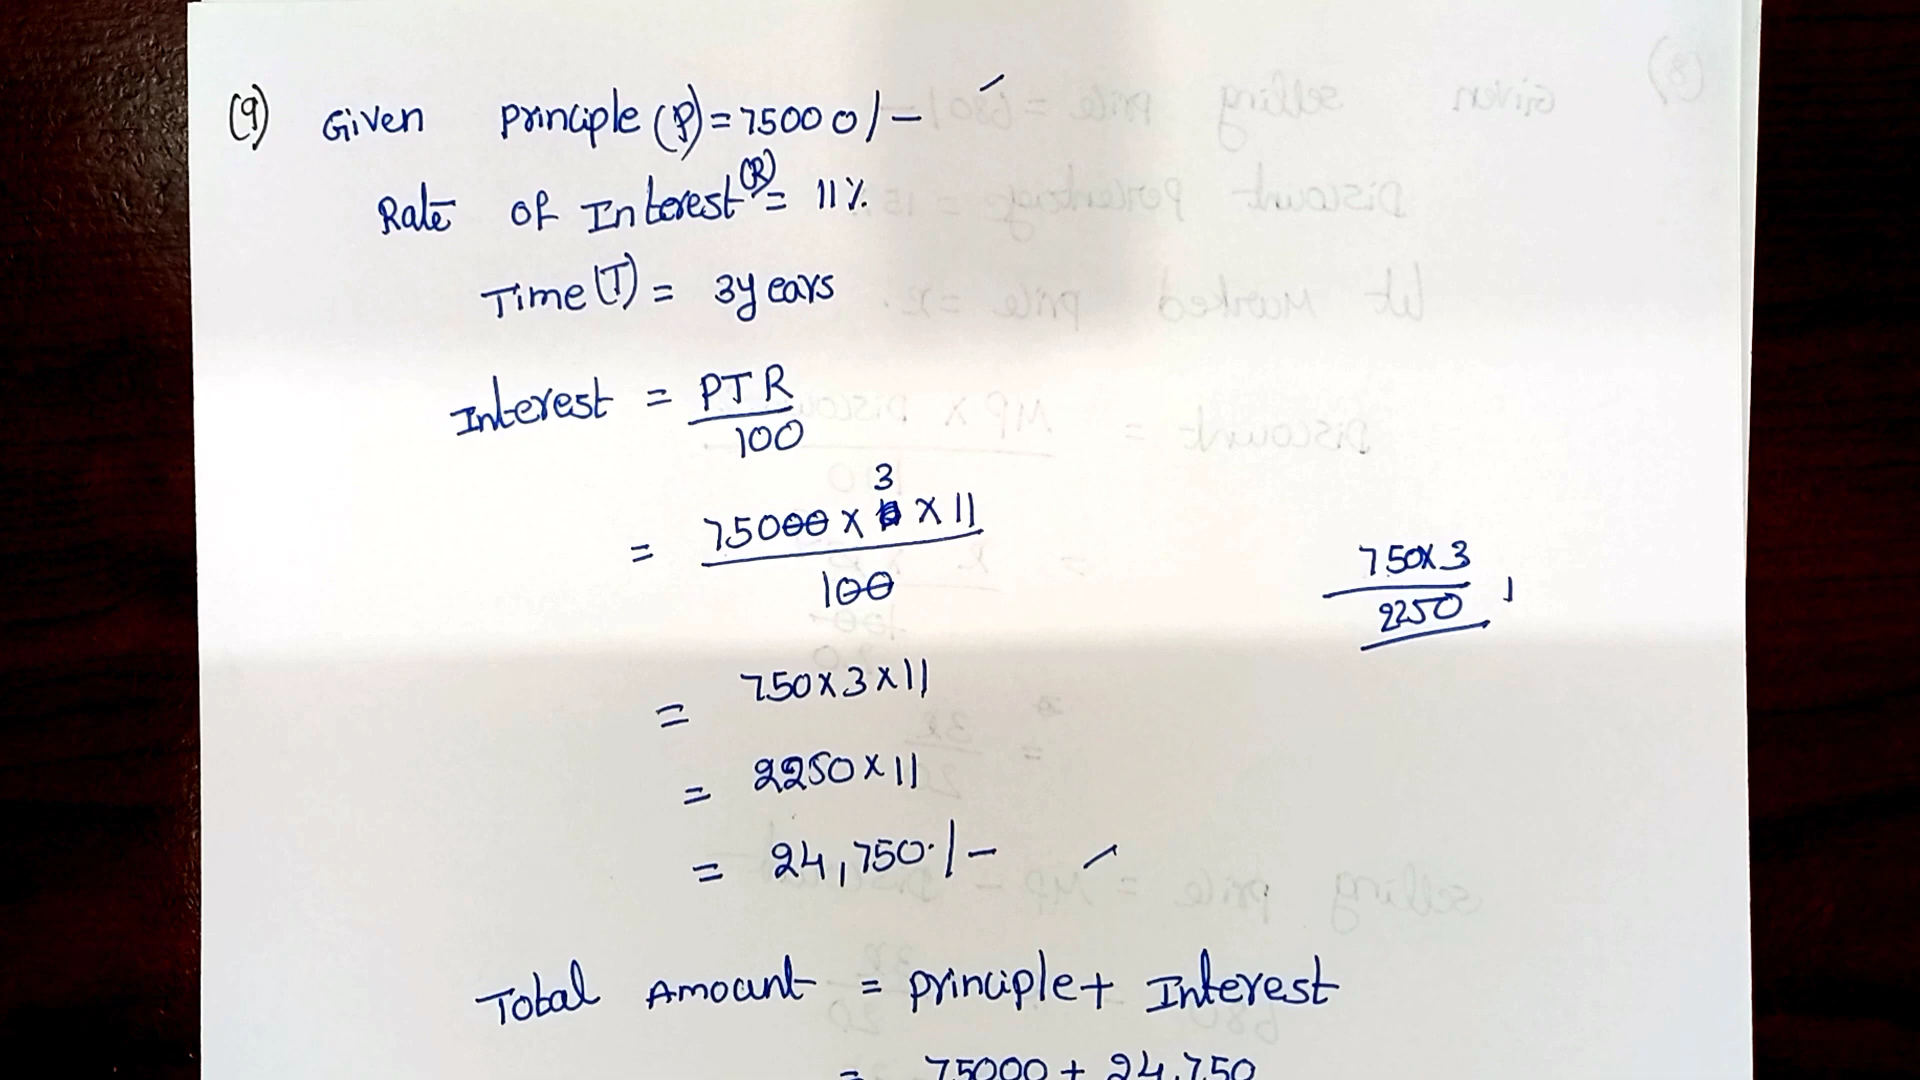 (9) Given principle (P) = 75000/-
Rate of Interest (R) = 11%
Time (T) = 3years
Interest = PTR
100
3
= 75000 x x 11
100
750x3
2250
= 750x3x11
= 2250x11
= 24,750./-
Total Amount = principle + Interest
= 75000 + 24,750